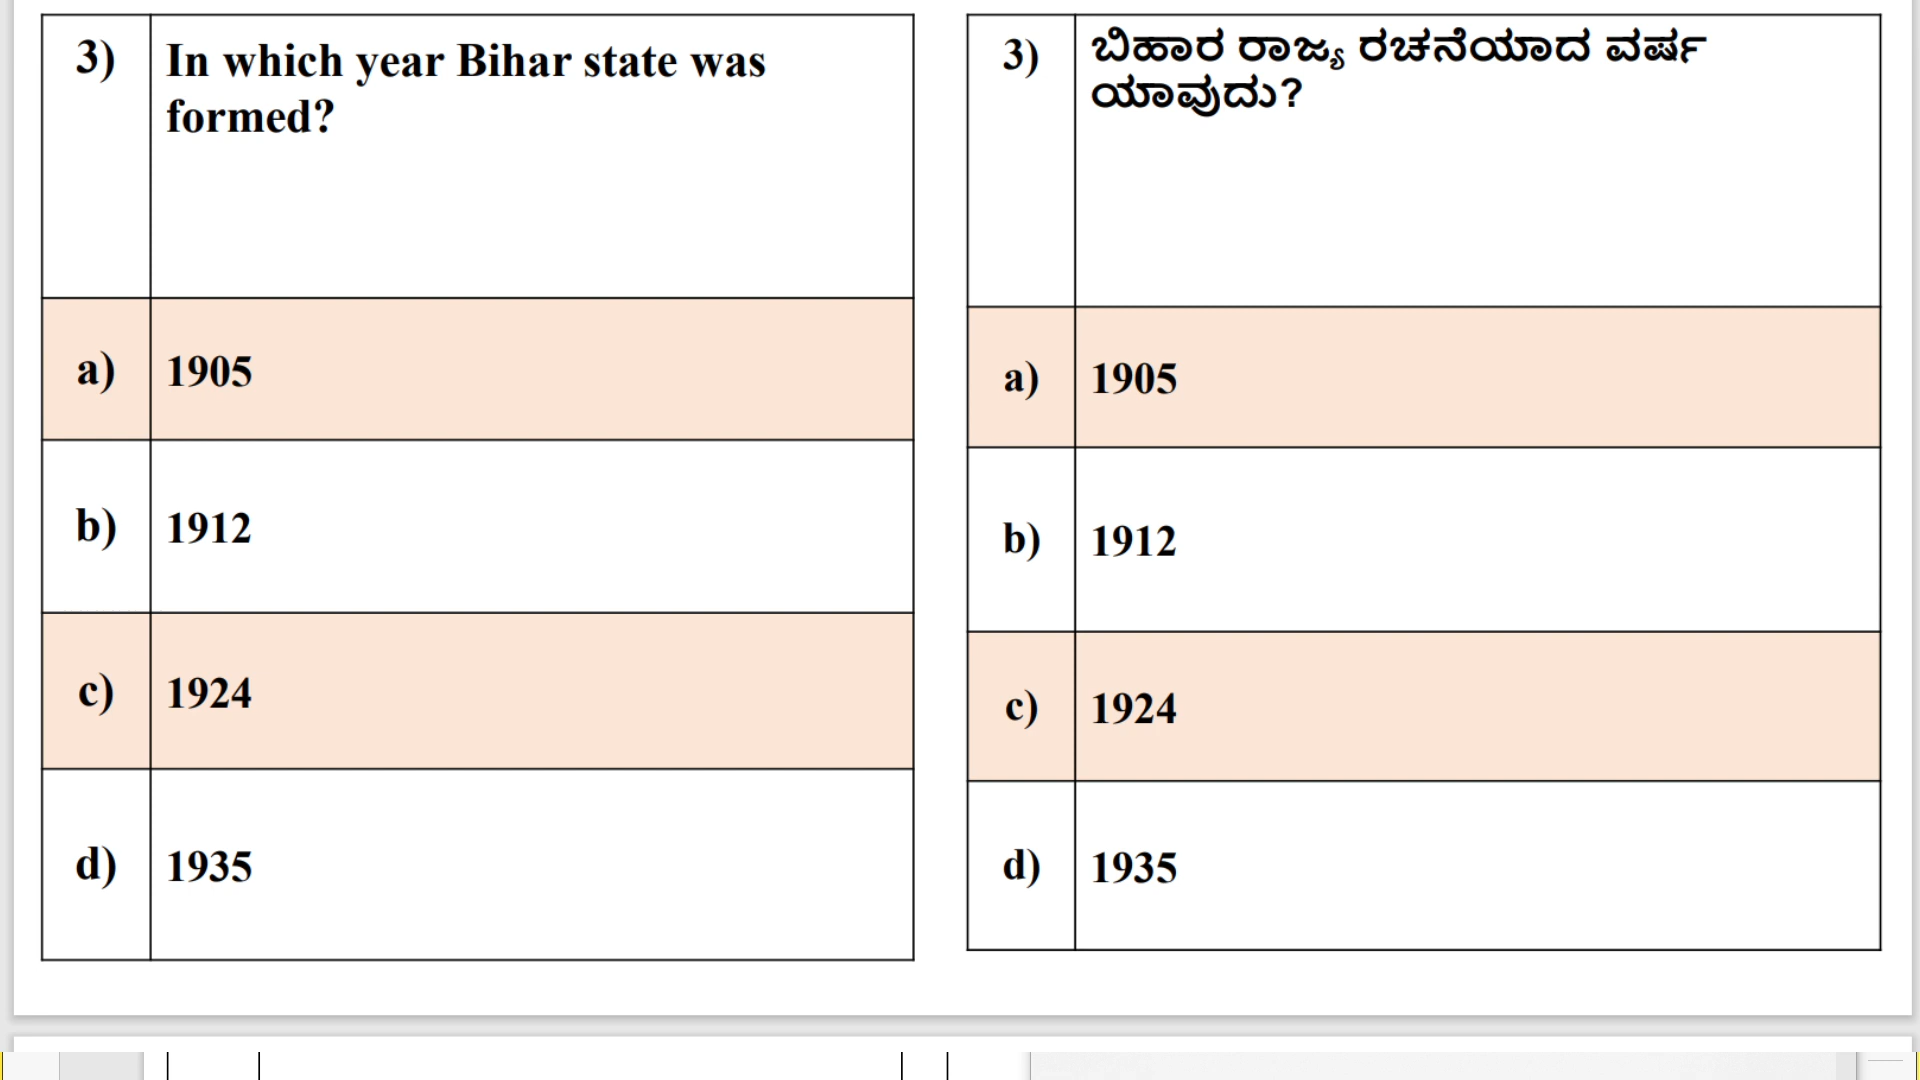 3) In which year Bihar state was
formed?
a) 1905
b) 1912
c) 1924
d) 1935
3) ಬಿಹಾರ ರಾಜ್ಯ ರಚನೆಯಾದ ವರ್ಷ
ಯಾವುದು?
a) 1905
b) 1912
c) 1924
d) 1935